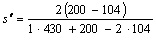 s* = 2(200 − 104) / 1·430 + 200 − 2·104